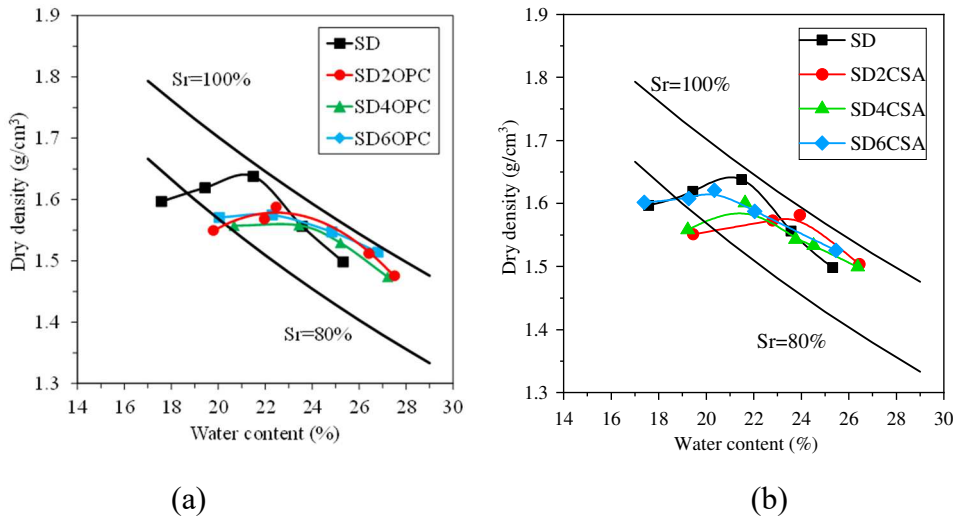 1.9
1.8
1.7
1.6
1.5
1.4
1.3
Dry density (g/cm³)
14 16 18 20 22 24 26 28 30
Water content (%)
SD
SD2OPC
SD4OPC
SD6OPC
Sr=100%
Sr=80%
(a)
1.9
1.8
1.7
1.6
1.5
1.4
1.3
Dry density (g/cm³)
14 16 18 20 22 24 26 28 30
Water content (%)
SD
SD2CSA
SD4CSA
SD6CSA
Sr=100%
Sr=80%
(b)